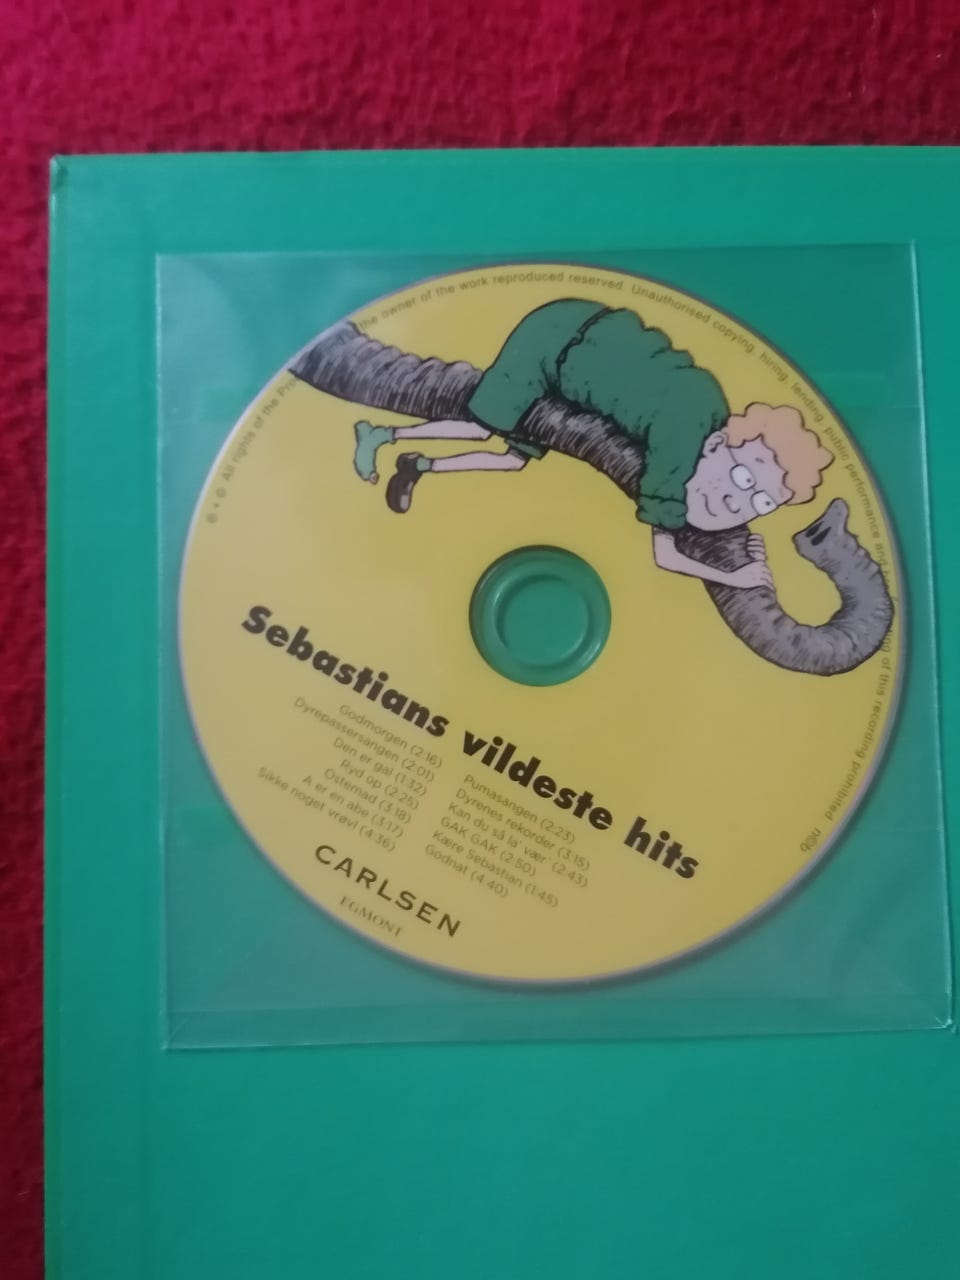 ℗ + © All rights of the Pro
the owner of the work reproduced reserved. Unauthorised copying, hiring, lending, public performance and
ng of this recording prohibited ncb
Sebastians vildeste hits
Godmorgen (2:16)
Dyrepassersangen (2:01)
Den er gal (1:32)
Ryd op (2:25)
Ostemad (3:18)
A er en abe (3:17)
Sikke noget vrøvl (4:36)
Pumasangen (2:23)
Dyrenes rekorder (3:15)
Kan du så la' vær' (2:43)
GAK GAK (2:50)
Kære Sebastian (1:45)
Godnat (4:40)
CARLSEN
EGMONT